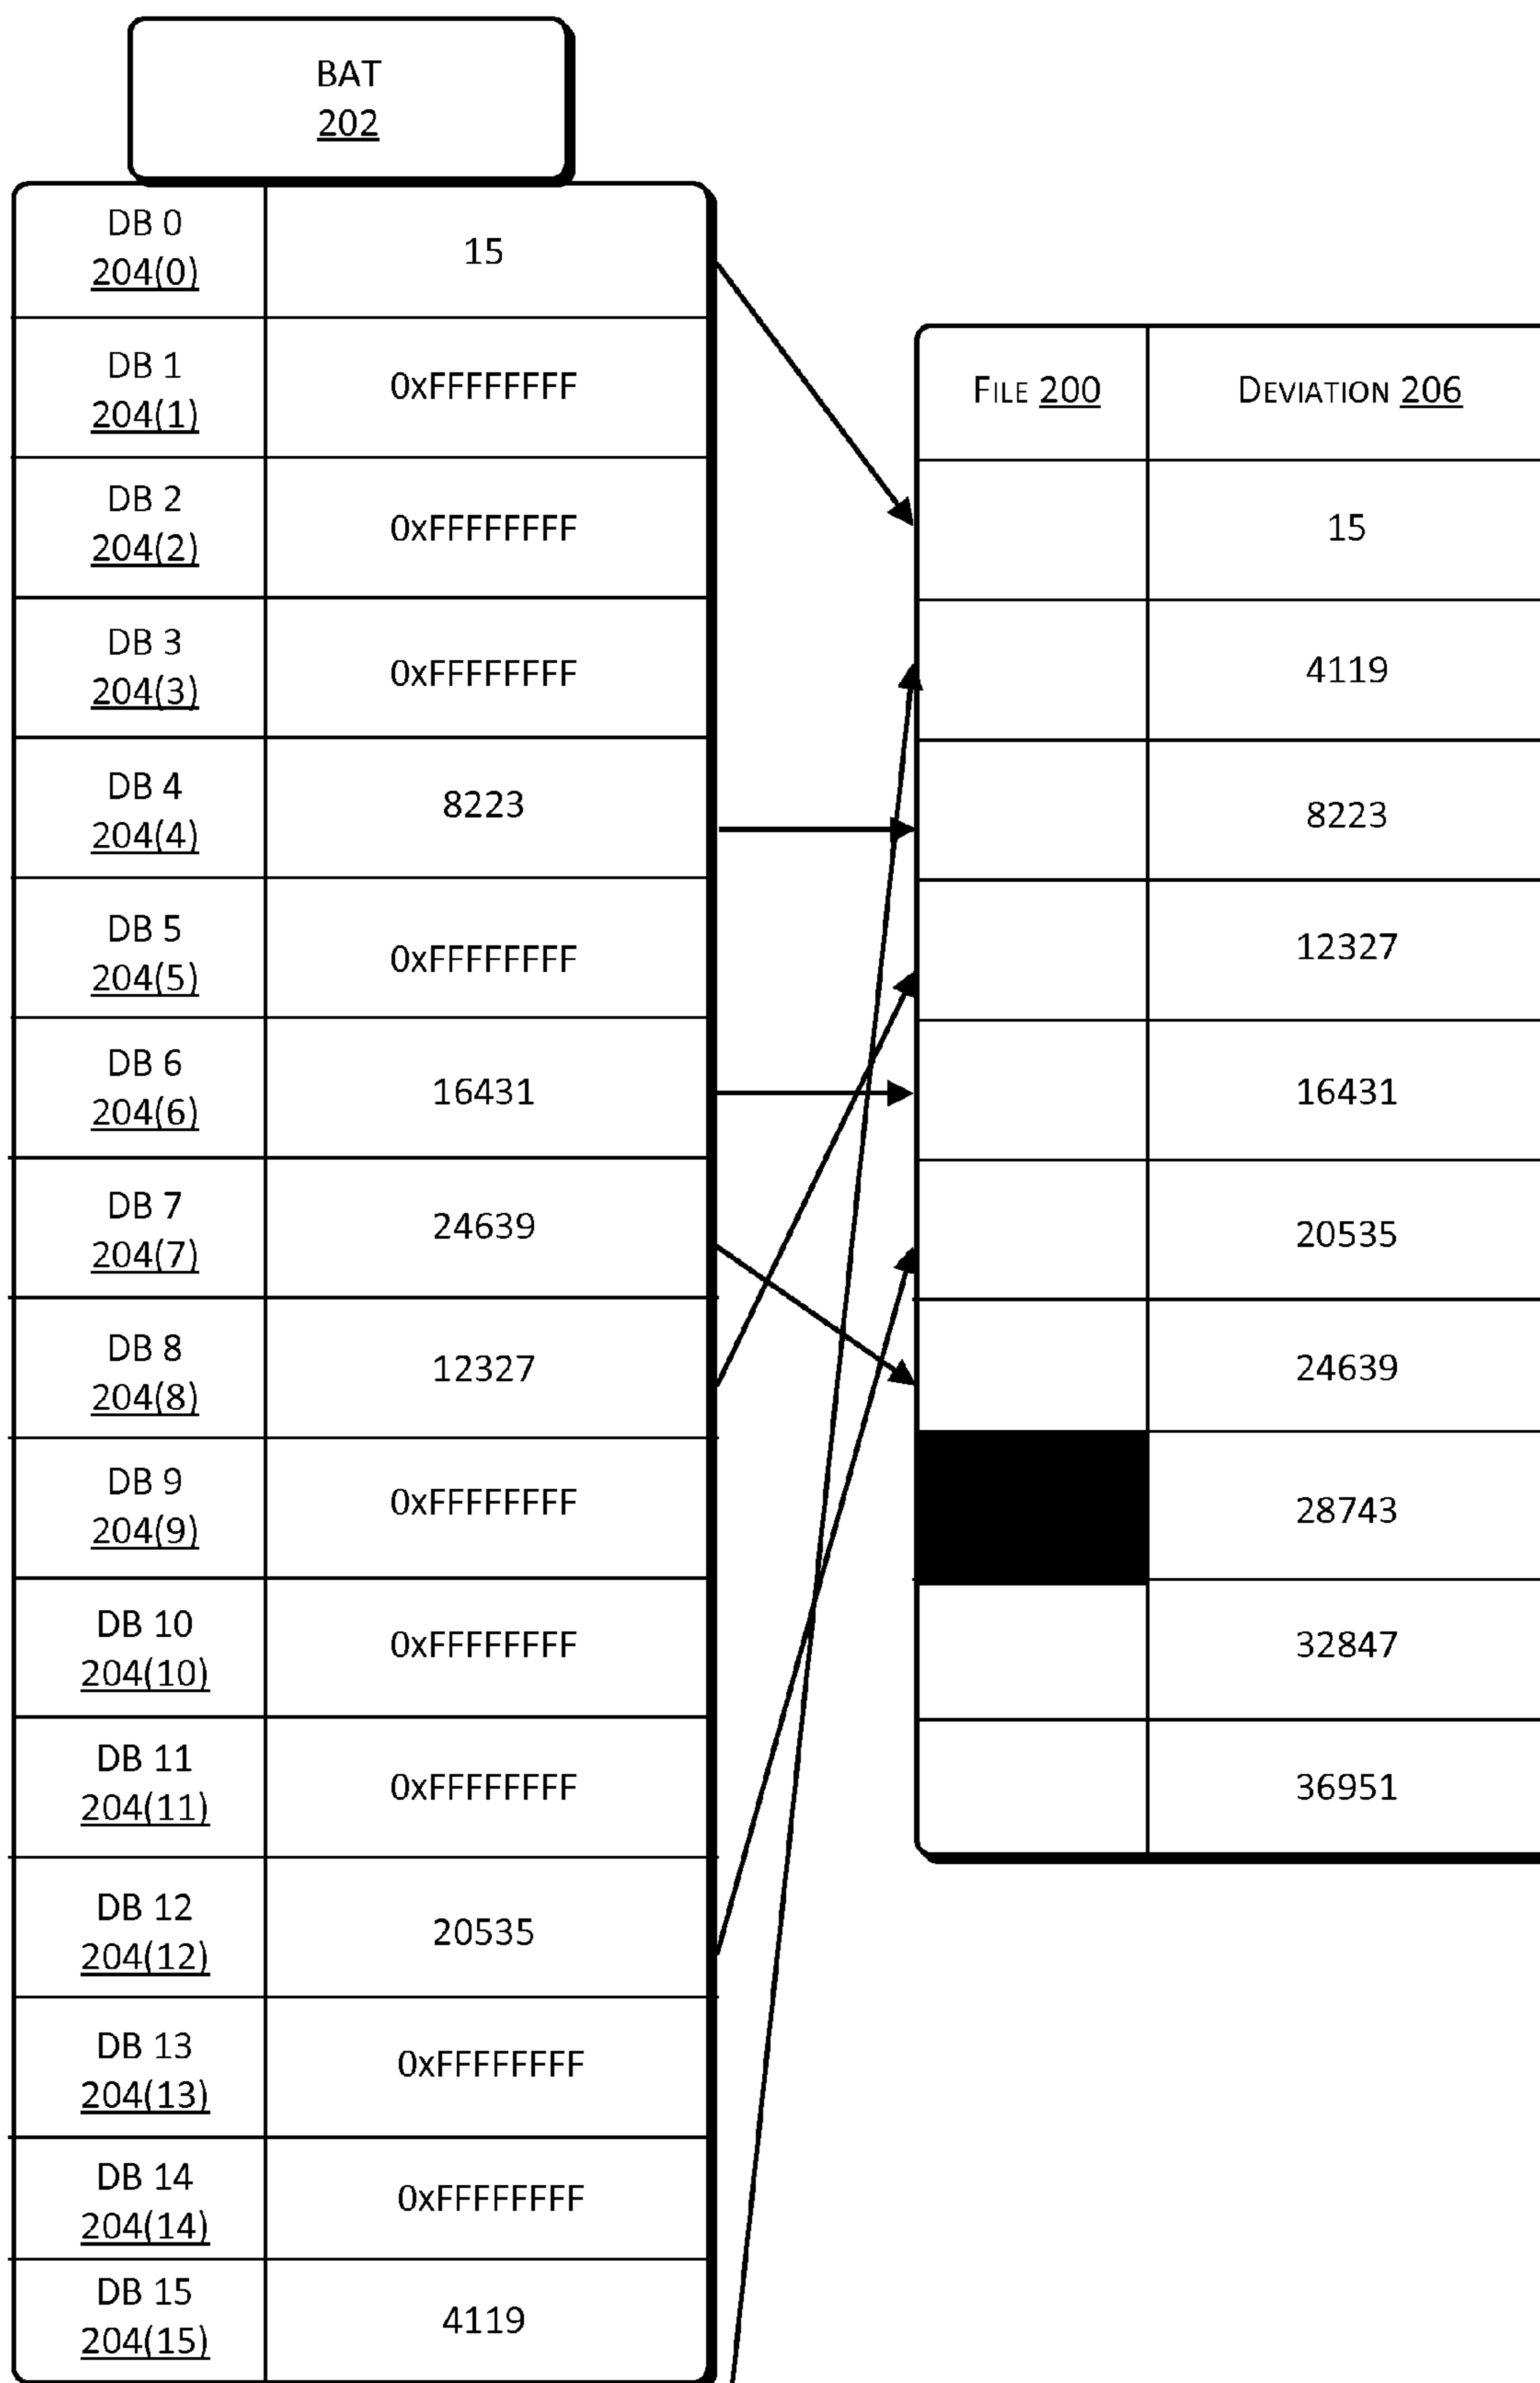 BAT
202
DB 0
204(0)
15
DB 1
204(1)
0xFFFFFFFF
DB 2
204(2)
0xFFFFFFFF
DB 3
204(3)
0xFFFFFFFF
DB 4
204(4)
8223
DB 5
204(5)
0xFFFFFFFF
DB 6
204(6)
16431
DB 7
204(7)
24639
DB 8
204(8)
12327
DB 9
204(9)
0xFFFFFFFF
DB 10
204(10)
0xFFFFFFFF
DB 11
204(11)
0xFFFFFFFF
DB 12
204(12)
20535
DB 13
204(13)
0xFFFFFFFF
DB 14
204(14)
0xFFFFFFFF
DB 15
204(15)
4119
FILE 200 DEVIATION 206
15
4119
8223
12327
16431
20535
24639
28743
32847
36951